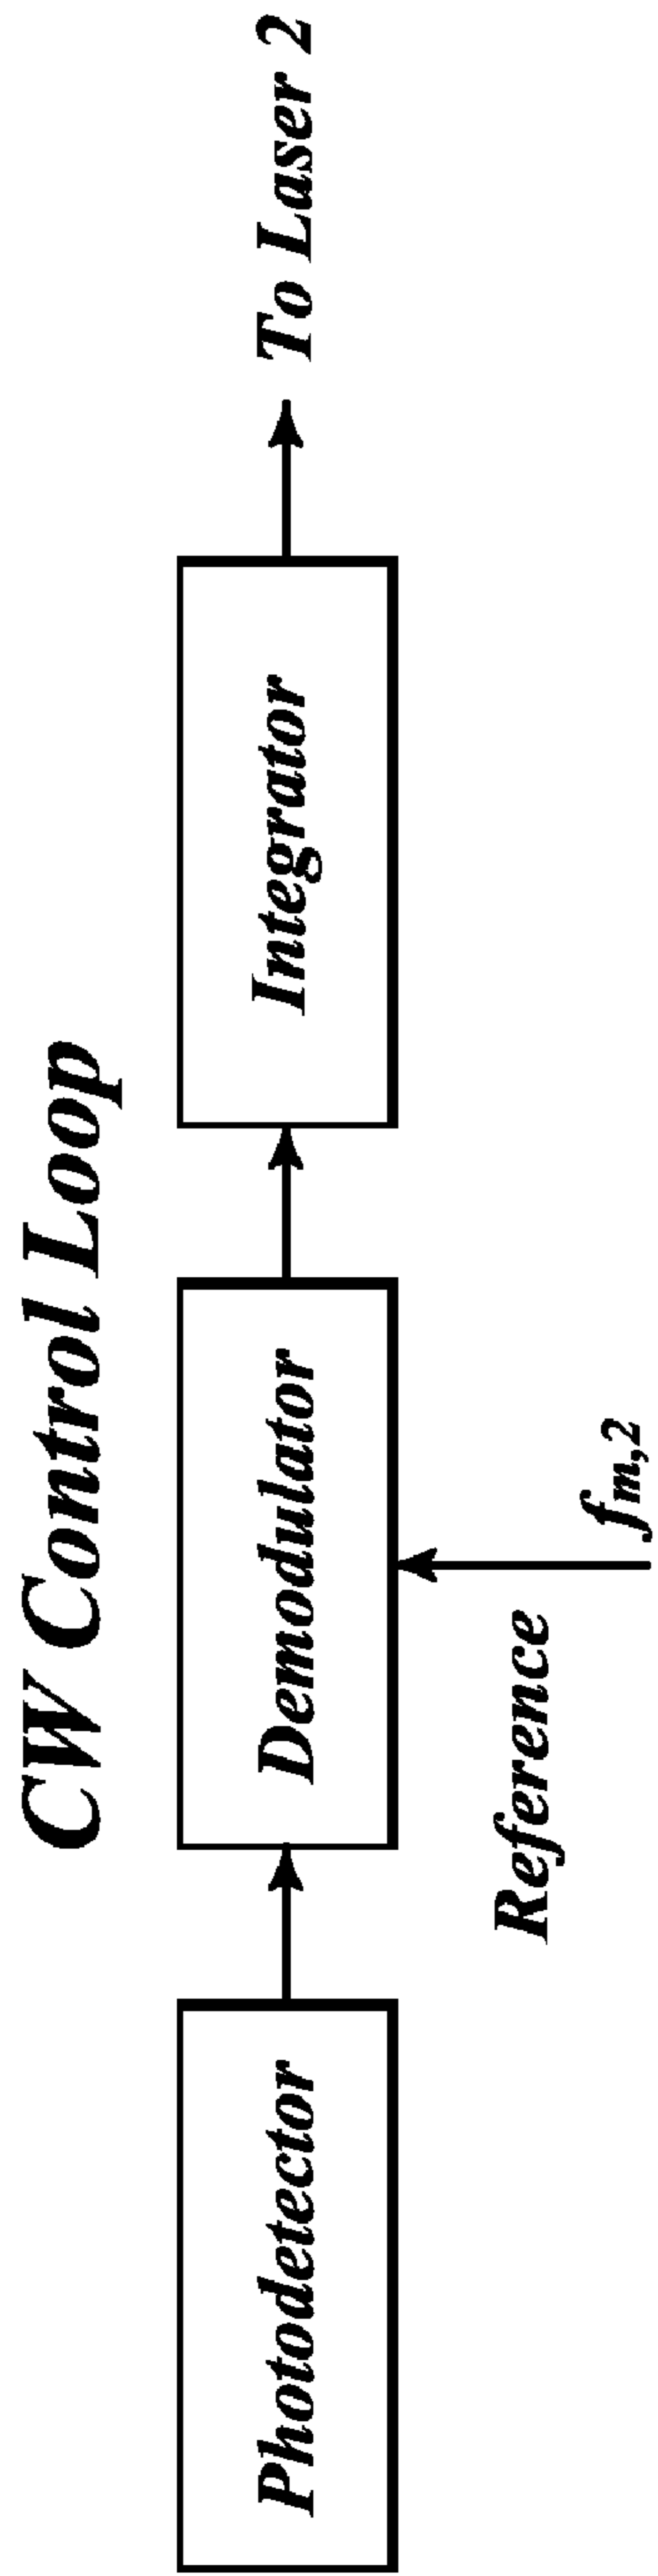 CW Control Loop
Photodetector
Demodulator
Integrator
To Laser 2
Reference
fm,2